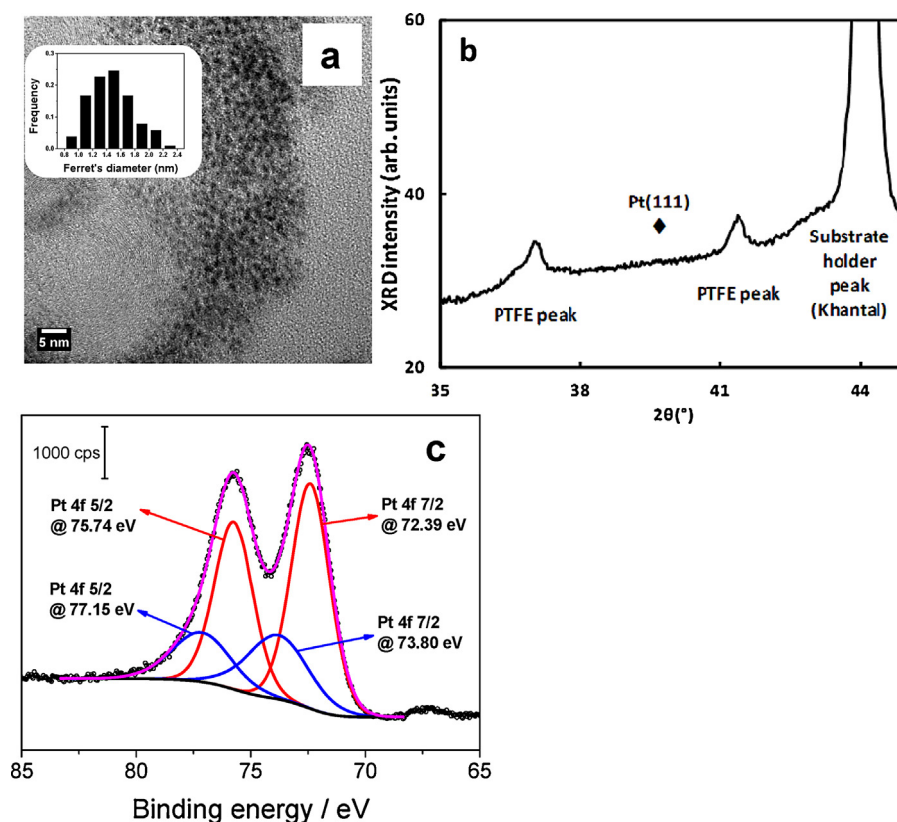 a
Frequency
0.3
0.2
0.1
0.0
0.8 1.0 1.2 1.4 1.6 1.8 2.0 2.2 2.4
Ferret's diameter (nm)
5 nm
b
XRD intensity (arb. units)
60
40
20
Pt(111)
PTFE peak
PTFE peak
Substrate
holder
peak
(Khantal)
35 38 41 44
2θ(°)
c
1000 cps
Pt 4f 5/2
@ 75.74 eV
Pt 4f 7/2
@ 72.39 eV
Pt 4f 5/2
@ 77.15 eV
Pt 4f 7/2
@ 73.80 eV
85 80 75 70 65
Binding energy / eV